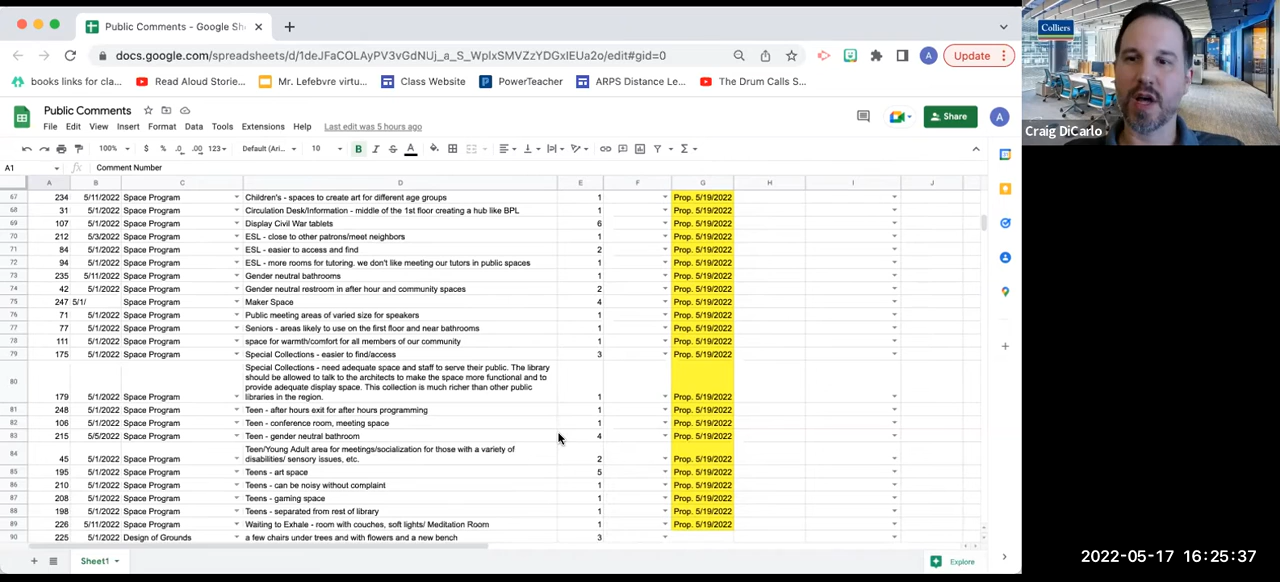 Public Comments - Google Sh
docs.google.com/spreadsheets/d/
edit#gid=0
A
Update
books links for cla...
Read Aloud Storie...
Mr. Lefebvre virtu...
Class Website
PowerTeacher
ARPS Distance Le...
The Drum Calls S...
Public Comments
File Edit View Insert Format Data Tools Extensions Help Last edit was 5 hours ago
Share
A
100% $ % .0 .00 123 Default (Ari... 10 B I S A
A1 Comment Number
A B C D E F G H I J
67 234 5/11/2022 Space Program Children's - spaces to create art for different age groups 1 Prop. 5/19/2022
68 31 5/1/2022 Space Program Circulation Desk/Information - middle of the 1st floor creating a hub like BPL 1 Prop. 5/19/2022
69 107 5/1/2022 Space Program Display Civil War tablets 6 Prop. 5/19/2022
70 212 5/3/2022 Space Program ESL - close to other patrons/meet neighbors 1 Prop. 5/19/2022
71 84 5/1/2022 Space Program ESL - easier to access and find 2 Prop. 5/19/2022
72 94 5/1/2022 Space Program ESL - more rooms for tutoring. we don't like meeting our tutors in public spaces 1 Prop. 5/19/2022
73 235 5/11/2022 Space Program Gender neutral bathrooms 1 Prop. 5/19/2022
74 42 5/1/2022 Space Program Gender neutral restroom in after hour and community spaces 2 Prop. 5/19/2022
75 247 5/1/ Space Program Maker Space 4 Prop. 5/19/2022
76 71 5/1/2022 Space Program Public meeting areas of varied size for speakers 1 Prop. 5/19/2022
77 77 5/1/2022 Space Program Seniors - areas likely to use on the first floor and near bathrooms 1 Prop. 5/19/2022
78 111 5/1/2022 Space Program space for warmth/comfort for all members of our community 1 Prop. 5/19/2022
79 175 5/1/2022 Space Program Special Collections - easier to find/access 3 Prop. 5/19/2022
Special Collections - need adequate space and staff to serve their public. The library
should be allowed to talk to the architects to make the space more functional and to
provide adequate display space. This collection is much richer than other public
80 179 5/1/2022 Space Program libraries in the region. 1 Prop. 5/19/2022
81 248 5/1/2022 Space Program Teen - after hours exit for after hours programming 1 Prop. 5/19/2022
82 106 5/1/2022 Space Program Teen - conference room, meeting space 1 Prop. 5/19/2022
83 215 5/5/2022 Space Program Teen - gender neutral bathroom 4 Prop. 5/19/2022
Teen/Young Adult area for meetings/socialization for those with a variety of
84 45 5/1/2022 Space Program disabilities/ sensory issues, etc. 2 Prop. 5/19/2022
85 195 5/1/2022 Space Program Teens - art space 5 Prop. 5/19/2022
86 210 5/1/2022 Space Program Teens - can be noisy without complaint 1 Prop. 5/19/2022
87 208 5/1/2022 Space Program Teens - gaming space 1 Prop. 5/19/2022
88 198 5/1/2022 Space Program Teens - separated from rest of library 1 Prop. 5/19/2022
89 226 5/11/2022 Space Program Waiting to Exhale - room with couches, soft lights/ Meditation Room 1 Prop. 5/19/2022
90 225 5/1/2022 Design of Grounds a few chairs under trees and with flowers and a new bench 3
Sheet1
Explore
Colliers
Craig DiCarlo
2022-05-17 16:25:37